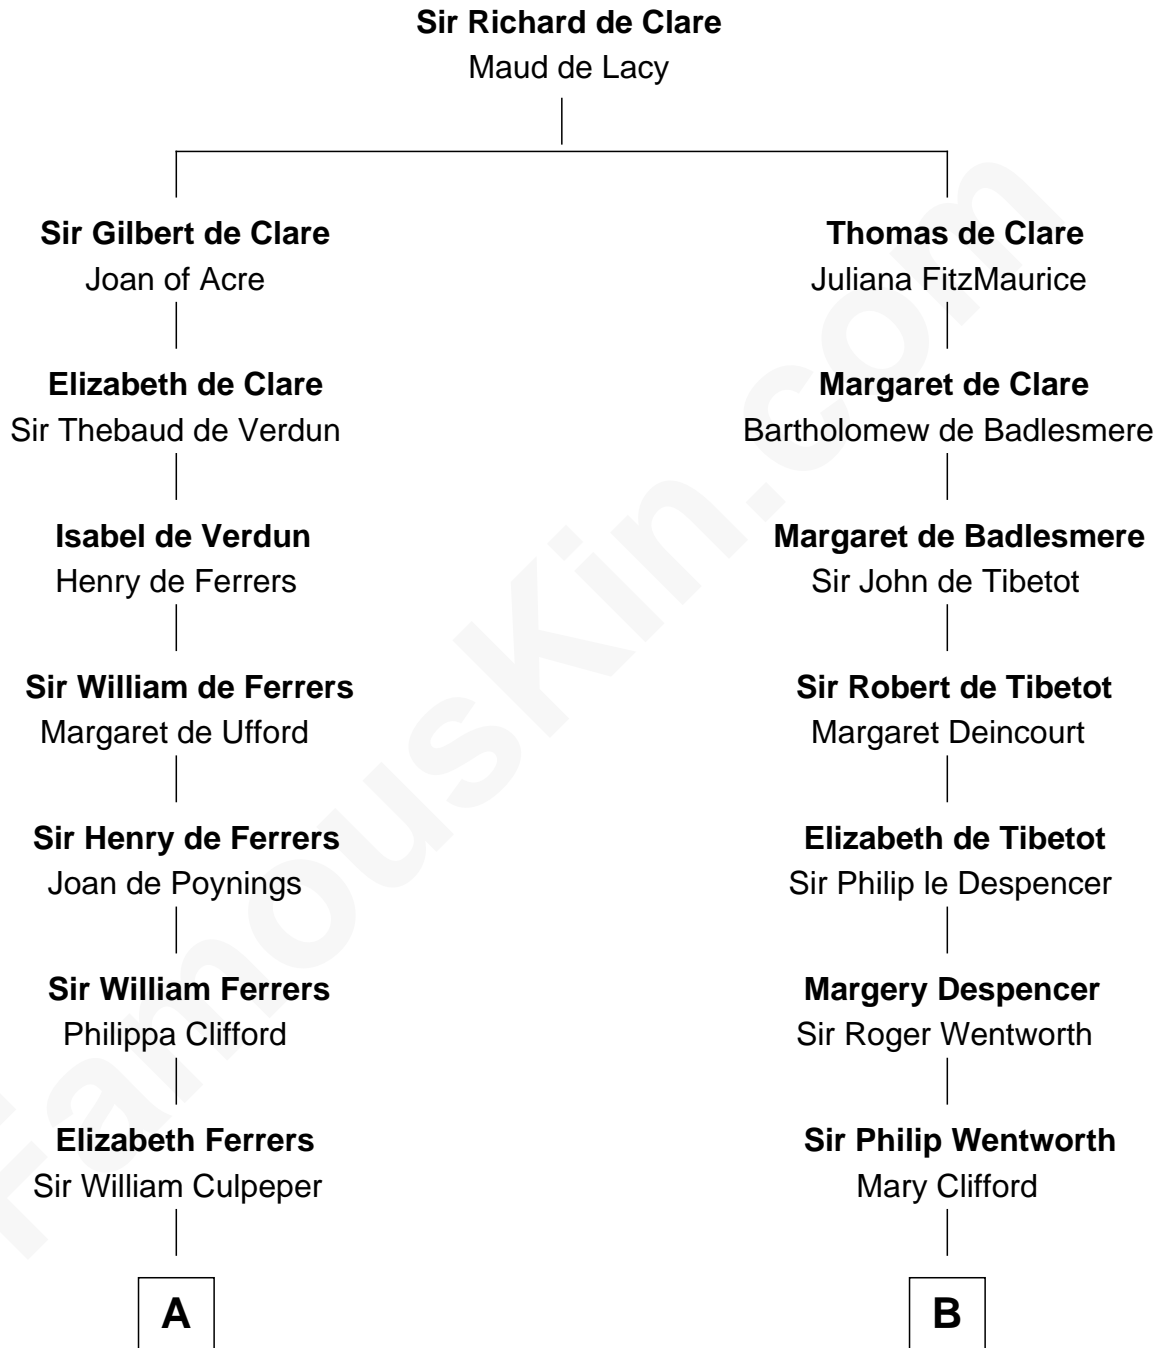 Sir Richard de Clare
Maud de Lacy
Sir Gilbert de Clare
Joan of Acre
Thomas de Clare
Juliana FitzMaurice
Elizabeth de Clare
Sir Thebaud de Verdun
Margaret de Clare
Bartholomew de Badlesmere
Isabel de Verdun
Henry de Ferrers
Margaret de Badlesmere
Sir John de Tibetot
Sir William de Ferrers
Margaret de Ufford
Sir Robert de Tibetot
Margaret Deincourt
Sir Henry de Ferrers
Joan de Poynings
Elizabeth de Tibetot
Sir Philip le Despencer
Sir William Ferrers
Philippa Clifford
Margery Despencer
Sir Roger Wentworth
Elizabeth Ferrers
Sir William Culpeper
Sir Philip Wentworth
Mary Clifford
A
B
FamousKin.com